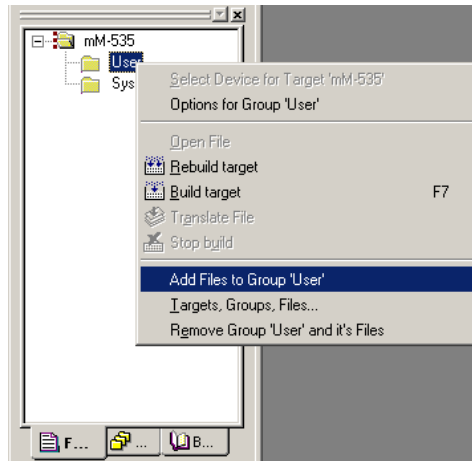 mM-535
User
Sys
Select Device for Target 'mM-535'
Options for Group 'User'
Open File
Rebuild target
Build target F7
Translate File
Stop build
Add Files to Group 'User'
Targets, Groups, Files...
Remove Group 'User' and it's Files
F... ... B...